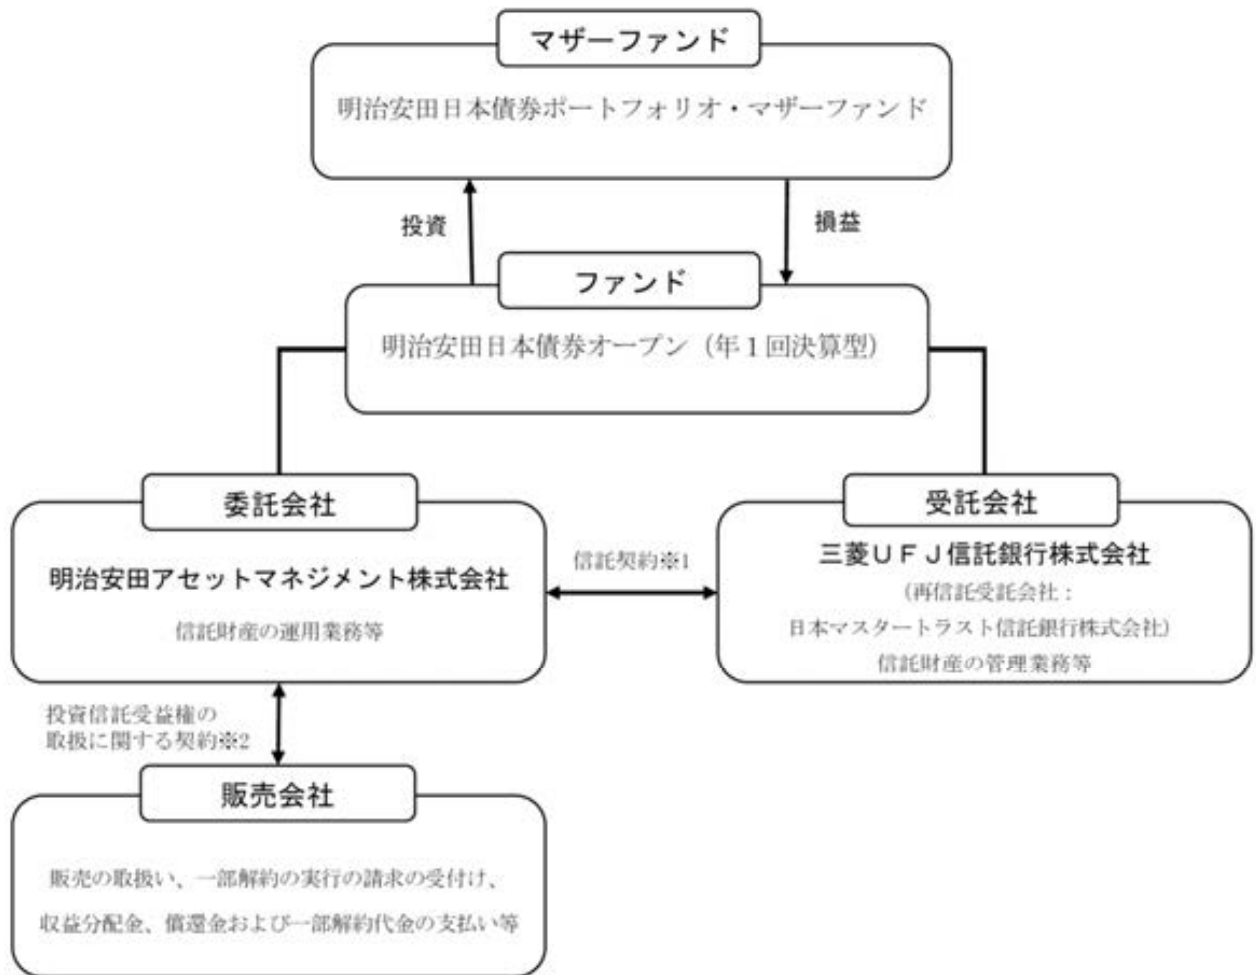 マザーファンド
明治安田日本債券ポートフォリオ・マザーファンド
投資
損益
ファンド
明治安田日本債券オープン（年１回決算型）
委託会社
明治安田アセットマネジメント株式会社
信託財産の運用業務等
信託契約※1
受託会社
三菱ＵＦＪ信託銀行株式会社
（再信託受託会社：
日本マスタートラスト信託銀行株式会社）
信託財産の管理業務等
投資信託受益権の
取扱に関する契約※2
販売会社
販売の取扱い、一部解約の実行の請求の受付け、
収益分配金、償還金および一部解約代金の支払い等